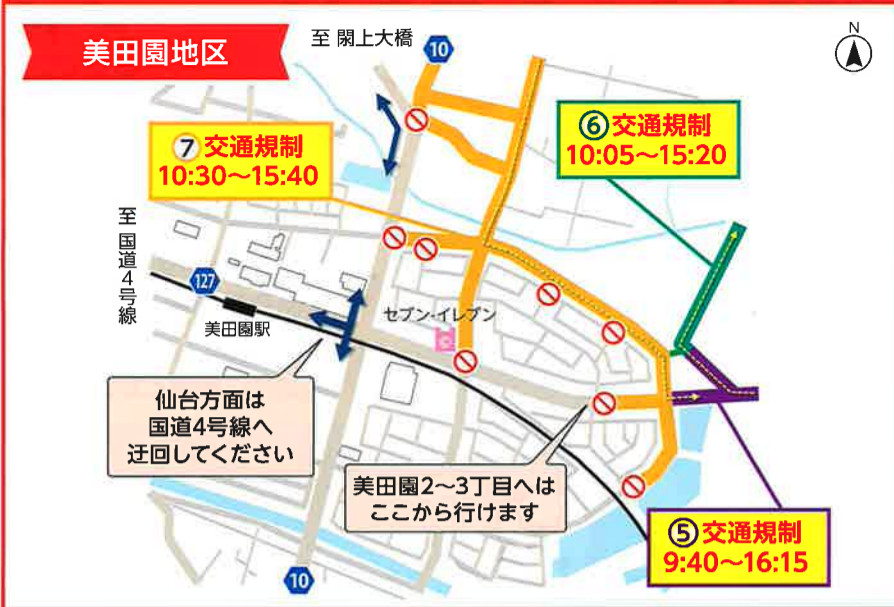 美田園地区
至 閖上大橋
10
N
⑦交通規制
10:30～15:40
⑥交通規制
10:05～15:20
至 国道4号線
127
美田園駅
セブン-イレブン
仙台方面は
国道4号線へ
迂回してください
美田園2～3丁目へは
ここから行けます
⑤交通規制
9:40～16:15
10